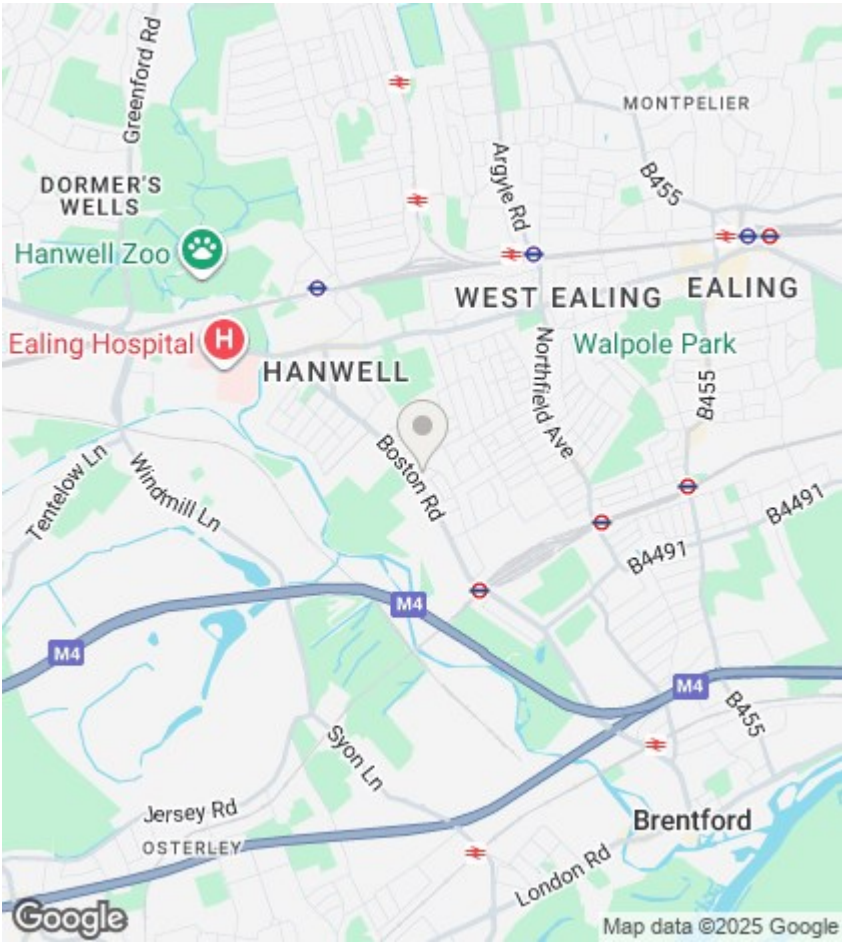 Greenford Rd
MONTPELIER
Argyle Rd
B455
DORMER'S
WELLS
Hanwell Zoo
WEST EALING
EALING
Ealing Hospital
H
HANWELL
Northfield Ave
Walpole Park
B455
Boston Rd
Tentelow Ln
Windmill Ln
B4491
B4491
M4
M4
M4
B455
Syon Ln
Jersey Rd
OSTERLEY
Brentford
London Rd
Google
Map data ©2025 Google